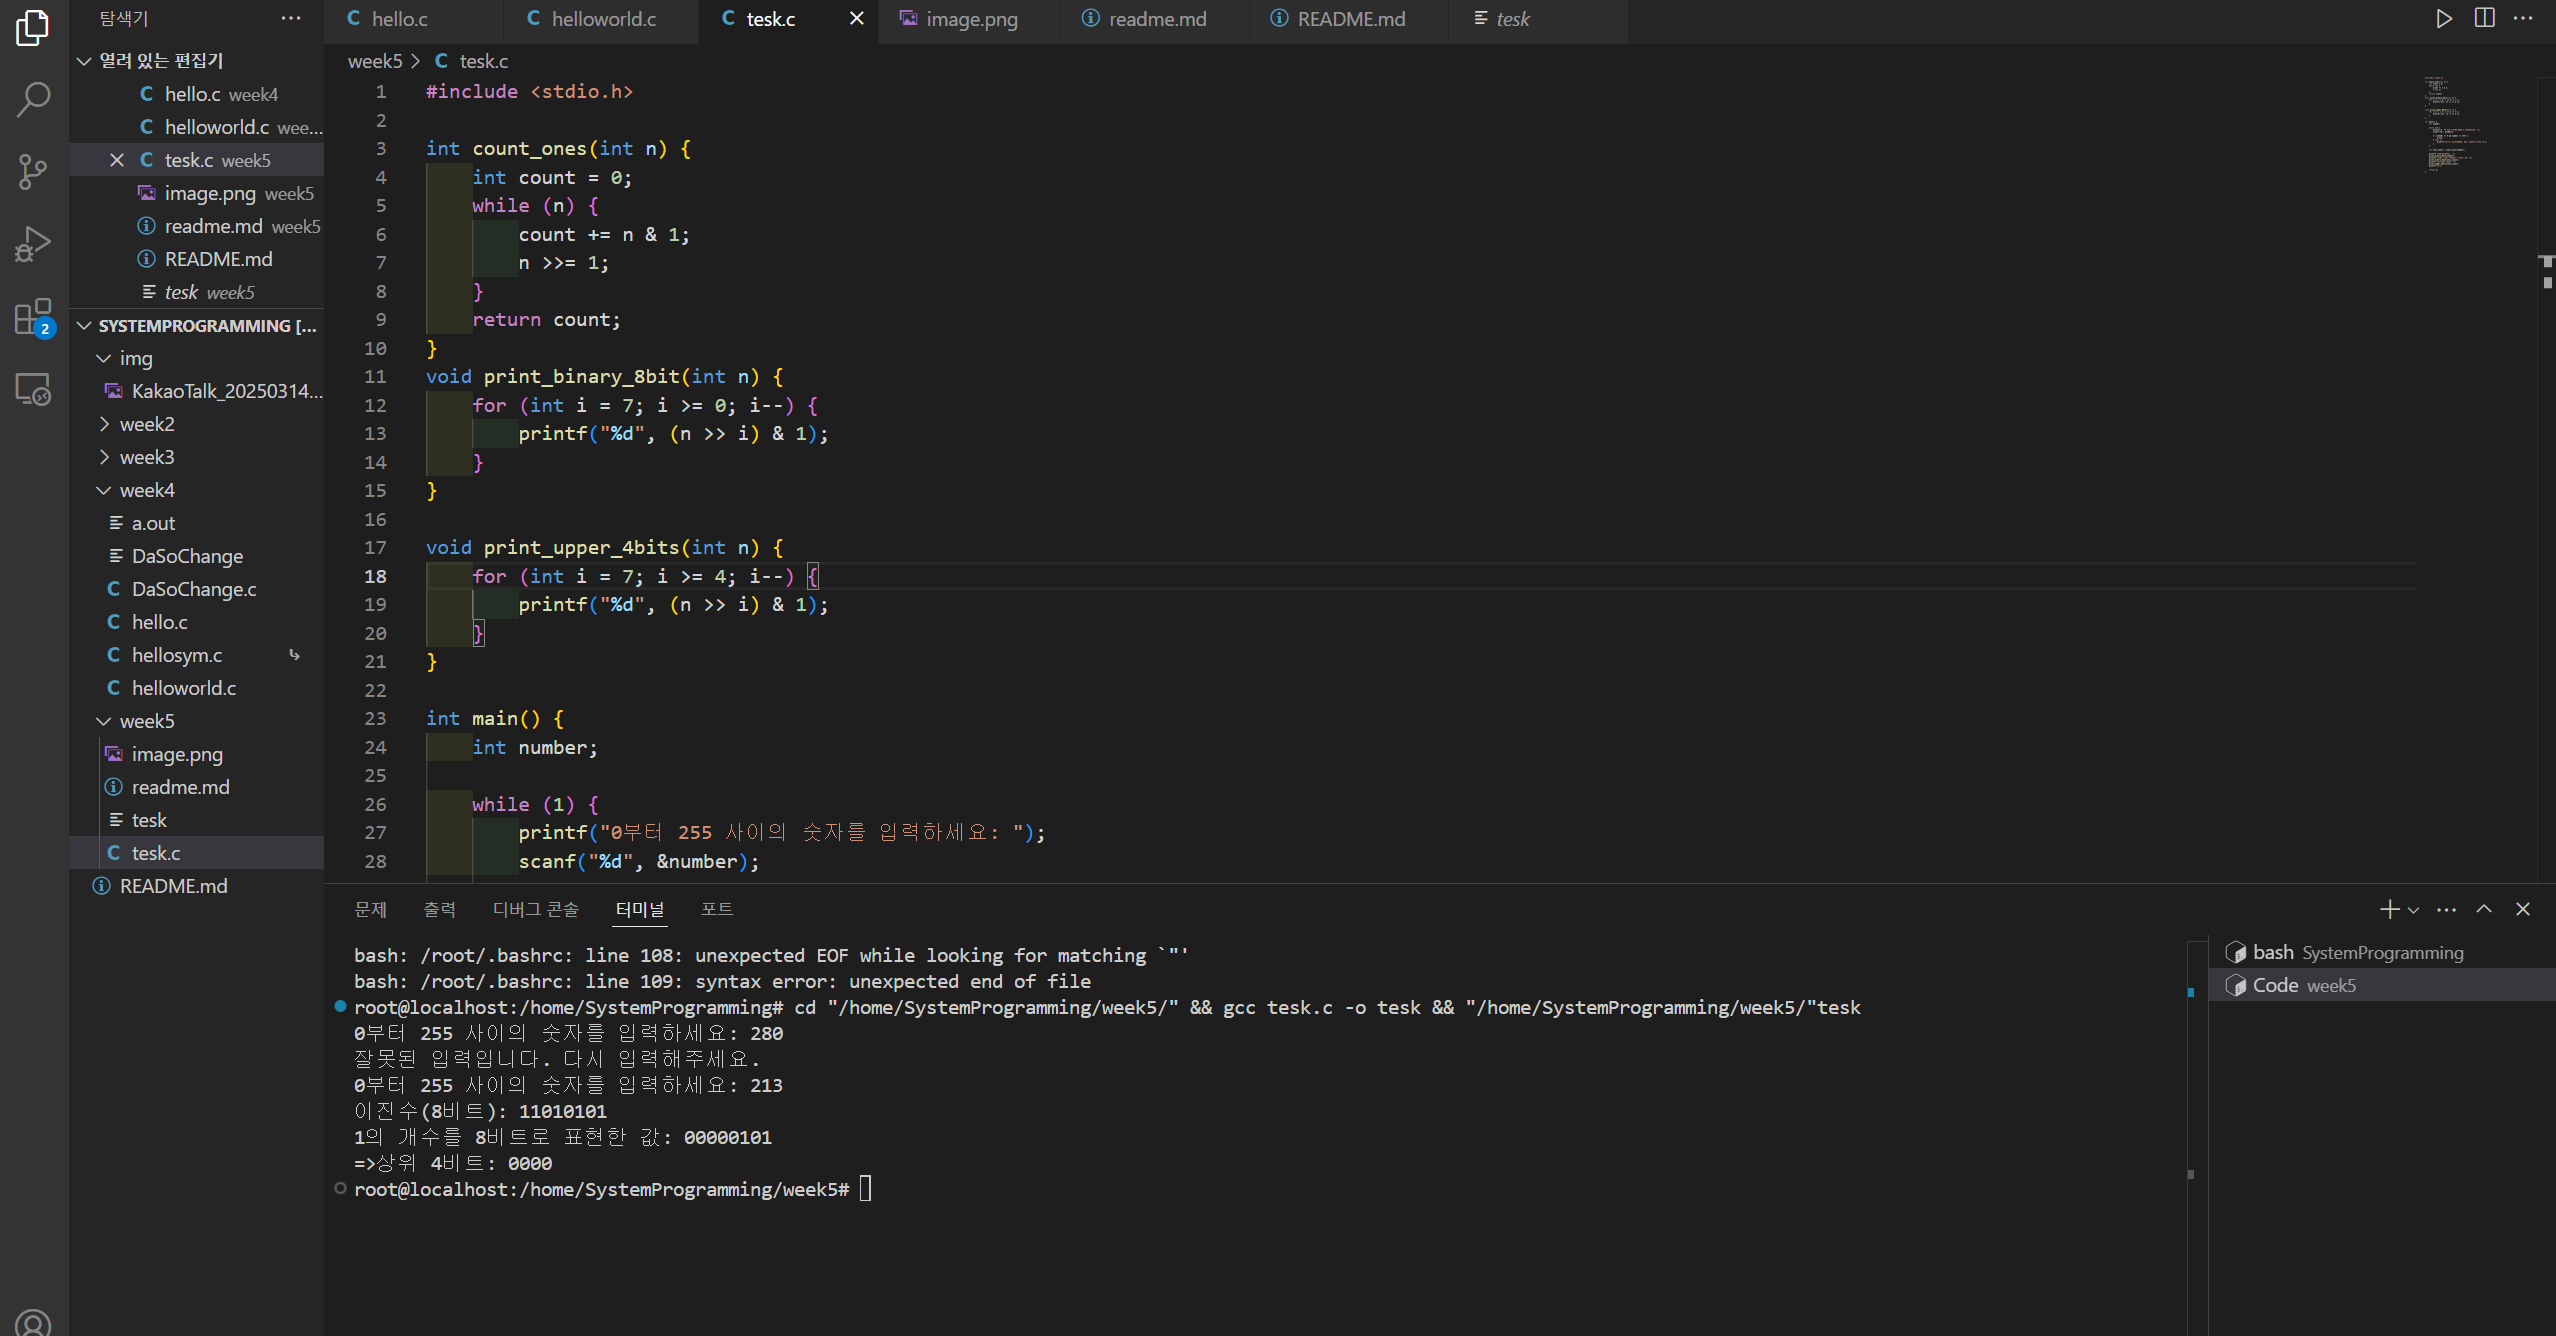 탐색기 ···
열려 있는 편집기
C hello.c week4
C helloworld.c wee...
C tesk.c week5
image.png week5
readme.md week5
README.md
tesk week5
SYSTEMPROGRAMMING [...
img
KakaoTalk_20250314...
week2
week3
week4
a.out
DaSoChange
C DaSoChange.c
C hello.c
C hellosym.c
C helloworld.c
week5
image.png
readme.md
tesk
C tesk.c
README.md
2
C hello.c
C helloworld.c
C tesk.c
image.png
readme.md
README.md
tesk
week5 > C tesk.c
1 #include <stdio.h>
2
3 int count_ones(int n) {
4 int count = 0;
5 while (n) {
6 count += n & 1;
7 n >>= 1;
8 }
9 return count;
10 }
11 void print_binary_8bit(int n) {
12 for (int i = 7; i >= 0; i--) {
13 printf("%d", (n >> i) & 1);
14 }
15 }
16
17 void print_upper_4bits(int n) {
18 for (int i = 7; i >= 4; i--) {
19 printf("%d", (n >> i) & 1);
20 }
21 }
22
23 int main() {
24 int number;
25
26 while (1) {
27 printf("0부터 255 사이의 숫자를 입력하세요: ");
28 scanf("%d", &number);
문제 출력 디버그 콘솔 터미널 포트
bash: /root/.bashrc: line 108: unexpected EOF while looking for matching `"'
bash: /root/.bashrc: line 109: syntax error: unexpected end of file
root@localhost:/home/SystemProgramming# cd "/home/SystemProgramming/week5/" && gcc tesk.c -o tesk && "/home/SystemProgramming/week5/"tesk
0부터 255 사이의 숫자를 입력하세요: 280
잘못된 입력입니다. 다시 입력해주세요.
0부터 255 사이의 숫자를 입력하세요: 213
이진수(8비트): 11010101
1의 개수를 8비트로 표현한 값: 00000101
=>상위 4비트: 0000
root@localhost:/home/SystemProgramming/week5#
bash SystemProgramming
Code week5